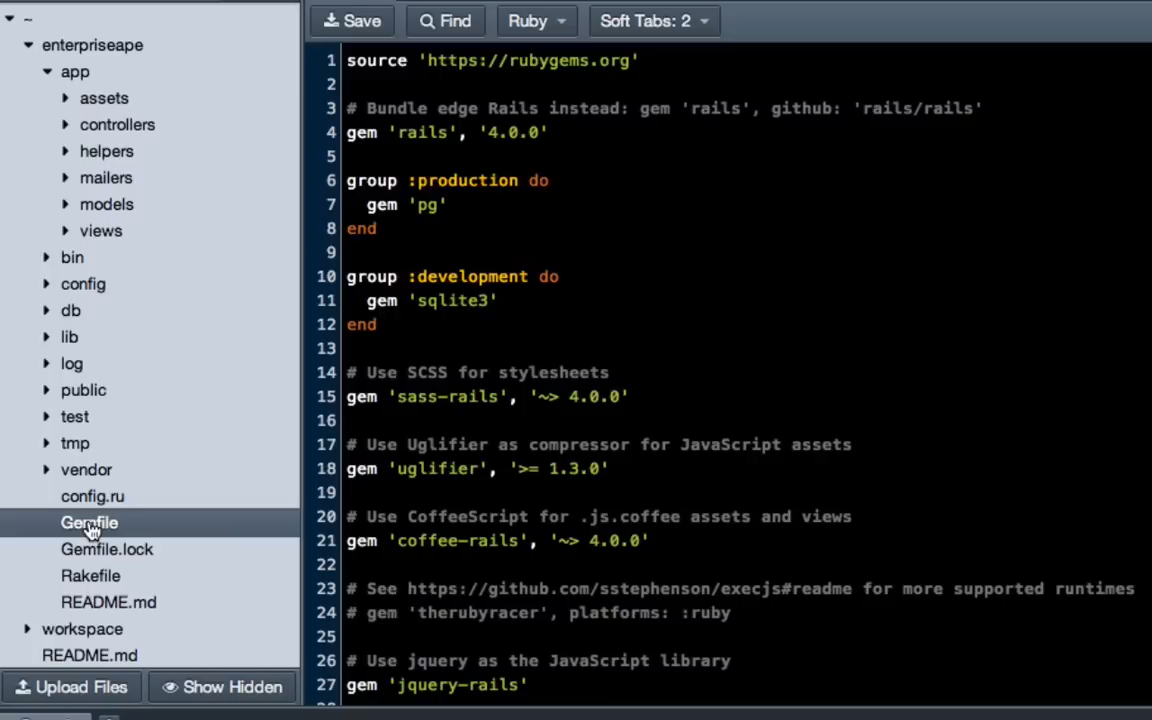 ~
enterpriseape
app
assets
controllers
helpers
mailers
models
views
bin
config
db
lib
log
public
test
tmp
vendor
config.ru
Gemfile
Gemfile.lock
Rakefile
README.md
workspace
README.md
Upload Files
Show Hidden
Save
Find
Ruby
Soft Tabs: 2
1 source 'https://rubygems.org'
2
3 # Bundle edge Rails instead: gem 'rails', github: 'rails/rails'
4 gem 'rails', '4.0.0'
5
6 group :production do
7 gem 'pg'
8 end
9
10 group :development do
11 gem 'sqlite3'
12 end
13
14 # Use SCSS for stylesheets
15 gem 'sass-rails', '~> 4.0.0'
16
17 # Use Uglifier as compressor for JavaScript assets
18 gem 'uglifier', '>= 1.3.0'
19
20 # Use CoffeeScript for .js.coffee assets and views
21 gem 'coffee-rails', '~> 4.0.0'
22
23 # See https://github.com/sstephenson/execjs#readme for more supported runtimes
24 # gem 'therubyracer', platforms: :ruby
25
26 # Use jquery as the JavaScript library
27 gem 'jquery-rails'